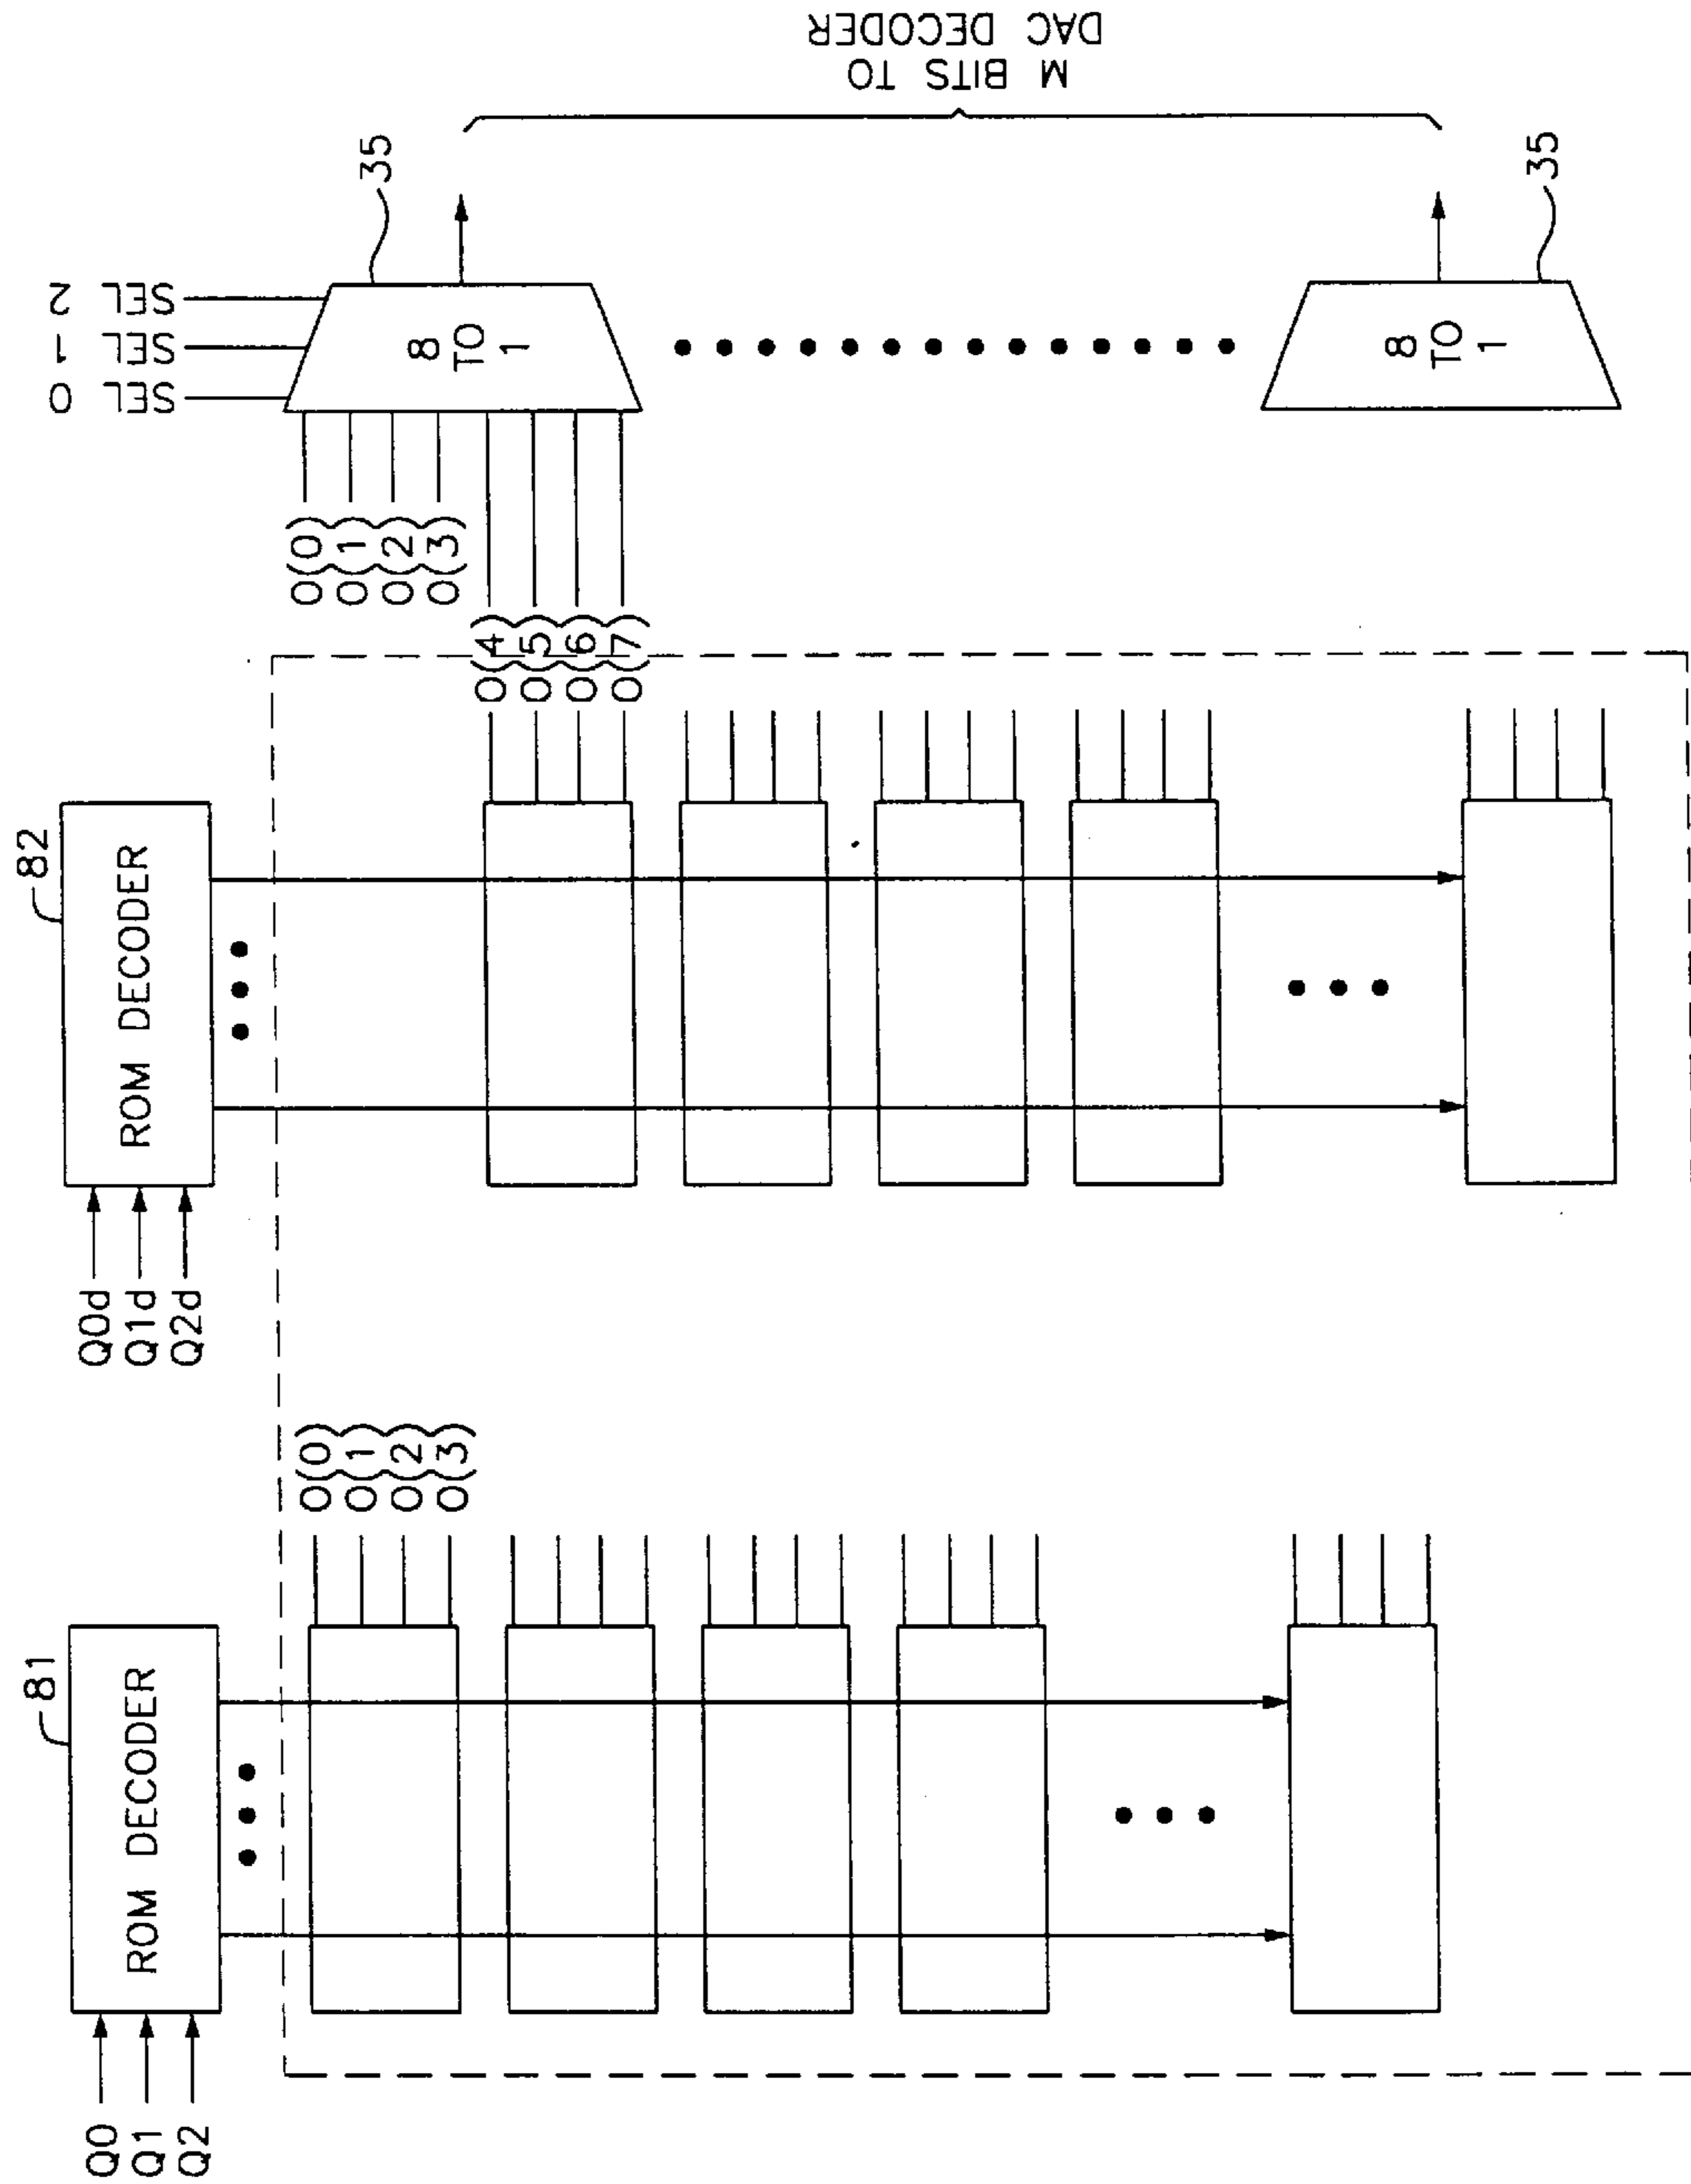 Q0
Q1
Q2
ROM DECODER
81
O(0)
O(1)
O(2)
O(3)
Q0d
Q1d
Q2d
ROM DECODER
82
O(4)
O(5)
O(6)
O(7)
O(0)
O(1)
O(2)
O(3)
SEL 0
SEL 1
SEL 2
8
TO
1
35
8
TO
1
35
M BITS TO
DAC DECODER